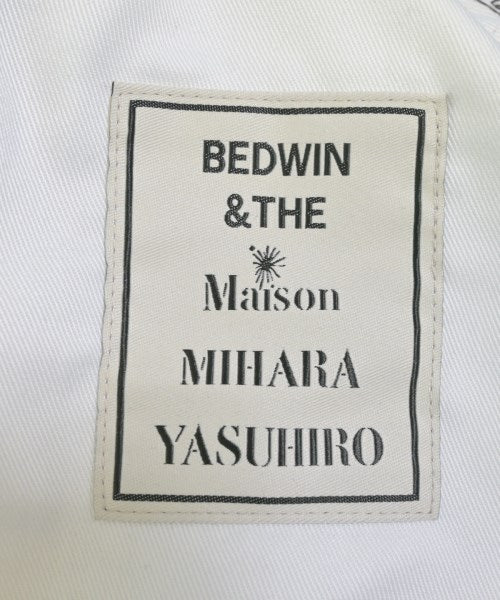 BEDWIN
&THE
Maison
MIHARA
YASUHIRO